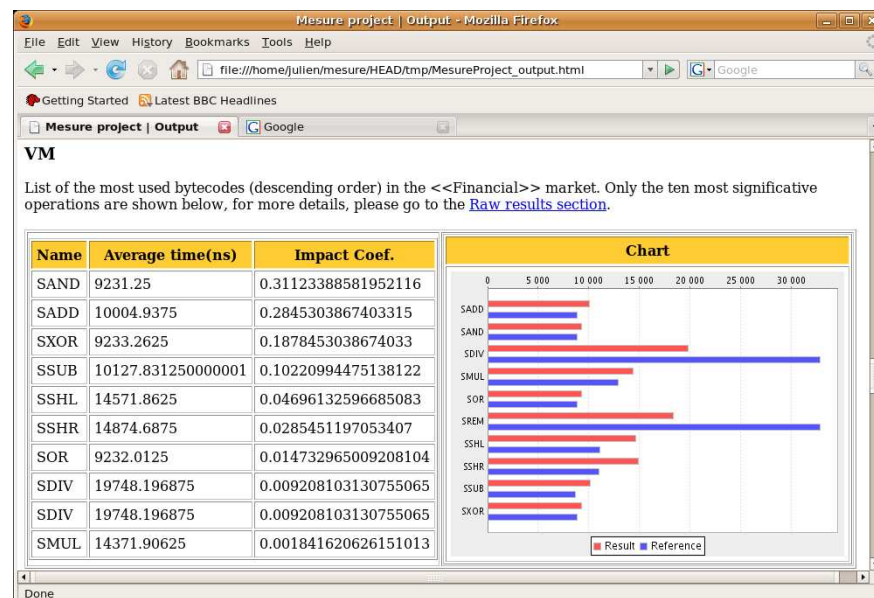 Mesure project | Output - Mozilla Firefox
File Edit View History Bookmarks Tools Help
file:///home/julien/mesure/HEAD/tmp/MesureProject_output.html
G Google
Getting Started Latest BBC Headlines
Mesure project | Output G Google
VM
List of the most used bytecodes (descending order) in the <<Financial>> market. Only the ten most significative
operations are shown below, for more details, please go to the Raw results section.
Name Average time(ns) Impact Coef.
SAND 9231.25 0.31123388581952116
SADD 10004.9375 0.2845303867403315
SXOR 9233.2625 0.1878453038674033
SSUB 10127.831250000001 0.10220994475138122
SSHL 14571.8625 0.04696132596685083
SSHR 14874.6875 0.0285451197053407
SOR 9232.0125 0.014732965009208104
SDIV 19748.196875 0.009208103130755065
SDIV 19748.196875 0.009208103130755065
SMUL 14371.90625 0.001841620626151013
Chart
0 5 000 10 000 15 000 20 000 25 000 30 000
SADD
SAND
SDIV
SMUL
SOR
SREM
SSHL
SSHR
SSUB
SXOR
Result Reference
Done